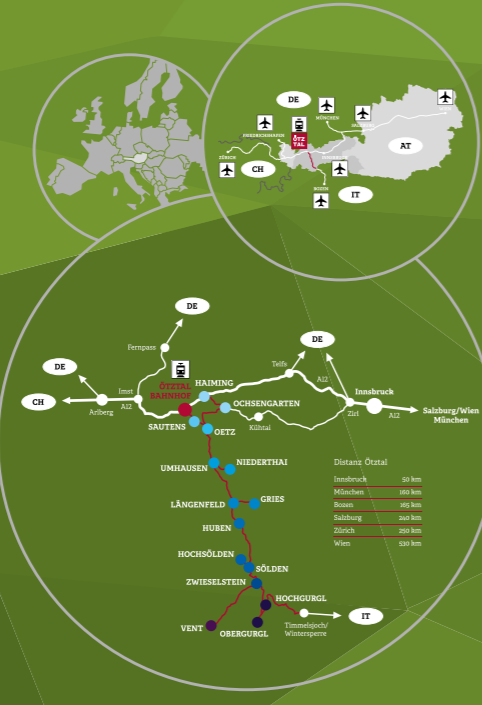 DE
MÜNCHEN
FRIEDRICHSHAFEN
ÖTZ
TAL
ZÜRICH
CH
AT
BOZEN
IT
DE
DE
Fernpass
DE
Telfs
ÖTZTAL
BAHNHOF
HAIMING
Imst
A12
Innsbruck
CH
Arlberg
A12
OCHSENGARTEN
Zirl
A12
Salzburg/Wien
München
SAUTENS
OETZ
Kühtai
UMHAUSEN
NIEDERTHAI
Distanz Ötztal
Innsbruck 50 km
München 160 km
Bozen 165 km
Salzburg 240 km
Zürich 250 km
Wien 530 km
LÄNGENFELD
GRIES
HUBEN
HOCHSÖLDEN
SÖLDEN
ZWIESELSTEIN
HOCHGURGL
VENT
OBERGURGL
Timmelsjoch/
Wintersperre
IT